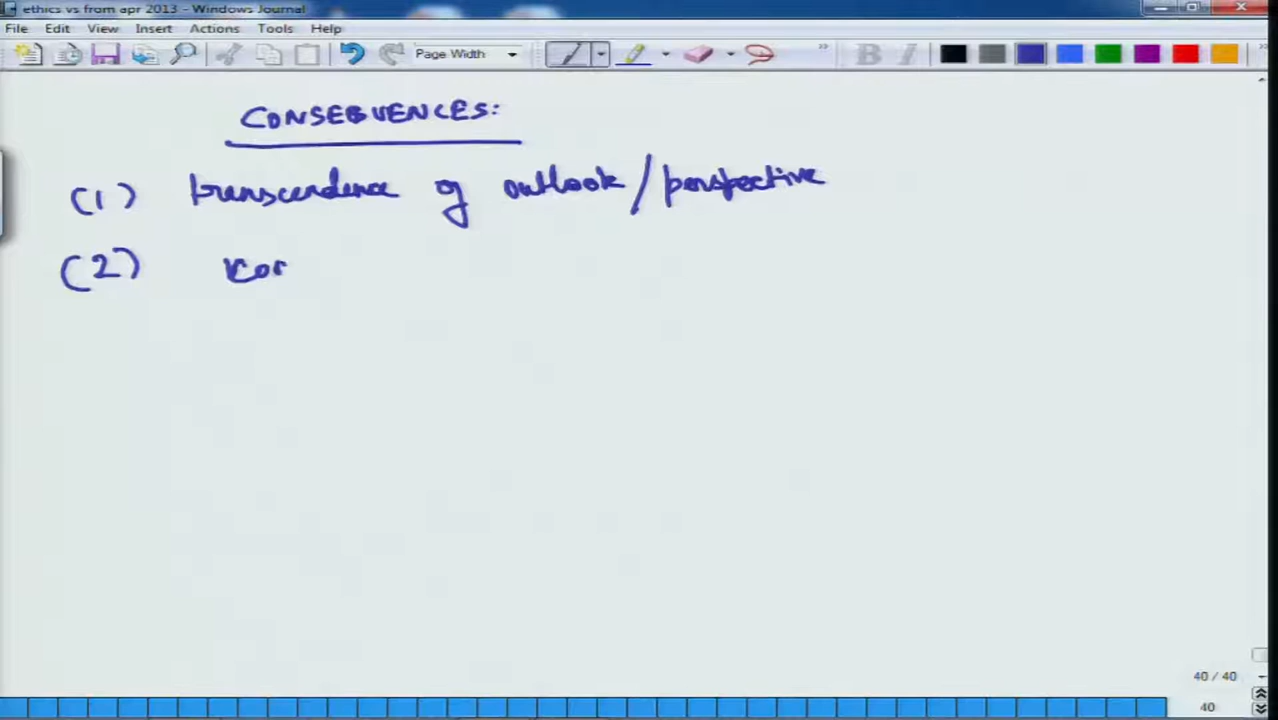 ethics vs from apr 2013 - Windows Journal
File Edit View Insert Actions Tools Help
Page Width B I
CONSEQUENCES:
(1) transcendence of outlook/perspective
(2) kar
40 / 40
40